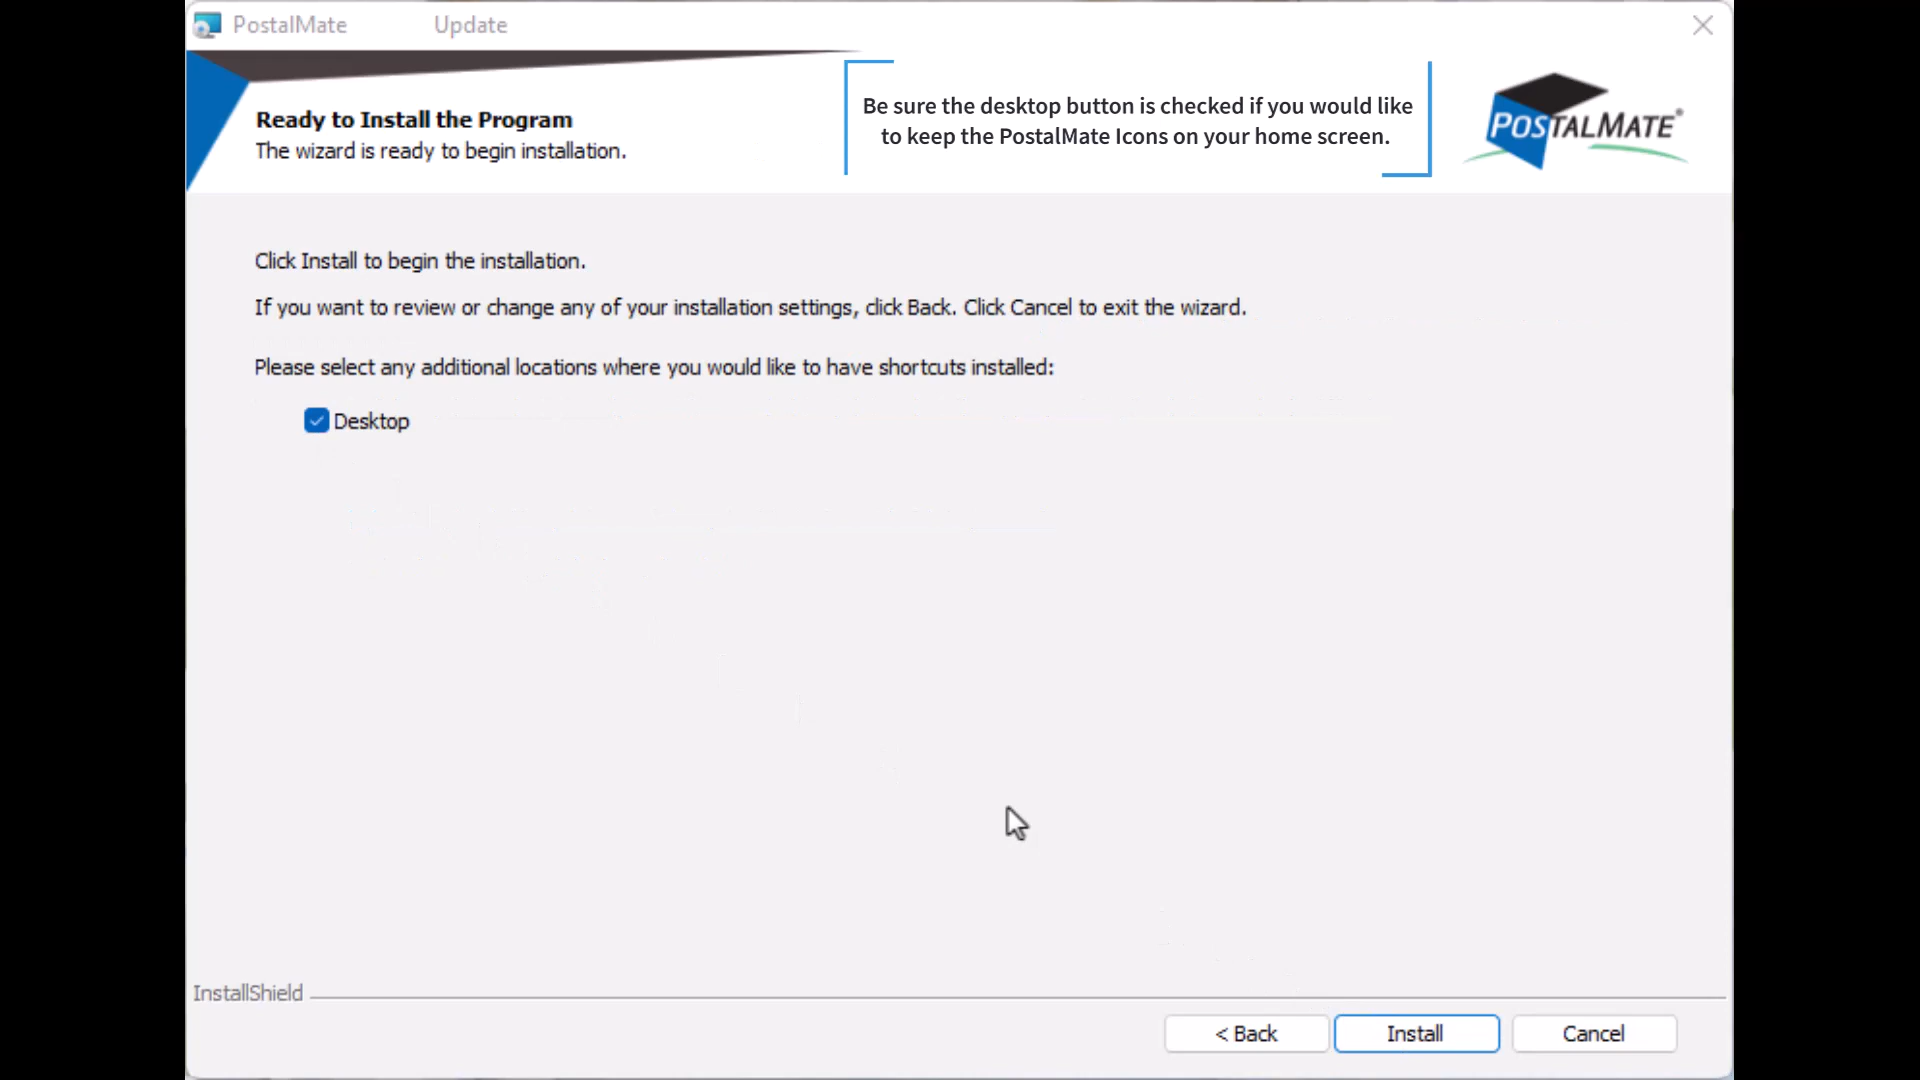 PostalMate Update
Ready to Install the Program
The wizard is ready to begin installation.
Be sure the desktop button is checked if you would like
to keep the PostalMate Icons on your home screen.
POSTALMATE®
Click Install to begin the installation.
If you want to review or change any of your installation settings, click Back. Click Cancel to exit the wizard.
Please select any additional locations where you would like to have shortcuts installed:
Desktop
InstallShield
< Back Install Cancel